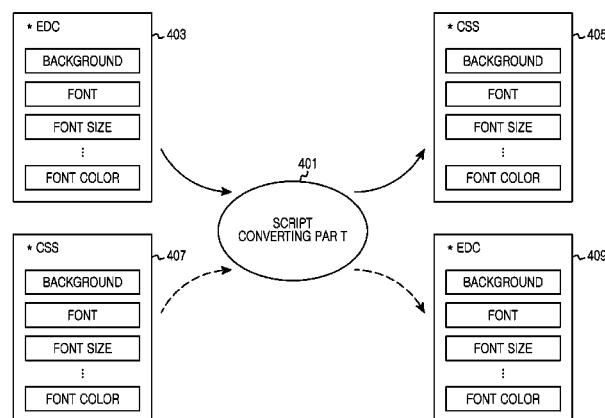 * EDC
403
BACKGROUND
FONT
FONT SIZE
⋮
FONT COLOR
* CSS
405
BACKGROUND
FONT
FONT SIZE
⋮
FONT COLOR
401
SCRIPT
CONVERTING PAR T
* CSS
407
BACKGROUND
FONT
FONT SIZE
⋮
FONT COLOR
* EDC
409
BACKGROUND
FONT
FONT SIZE
⋮
FONT COLOR